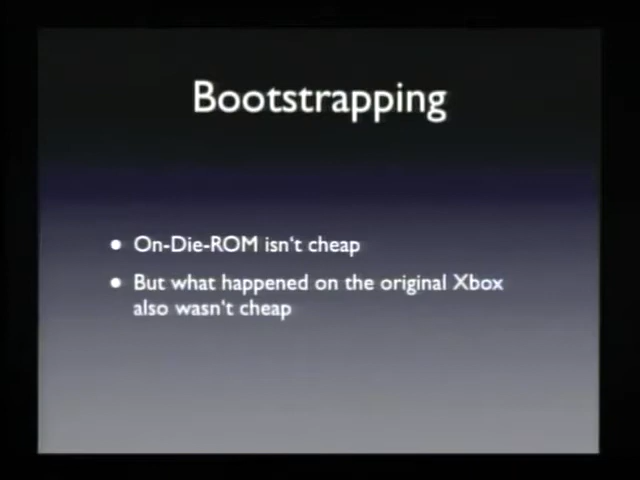 Bootstrapping
• On-Die-ROM isn‘t cheap
• But what happened on the original Xbox
also wasn‘t cheap